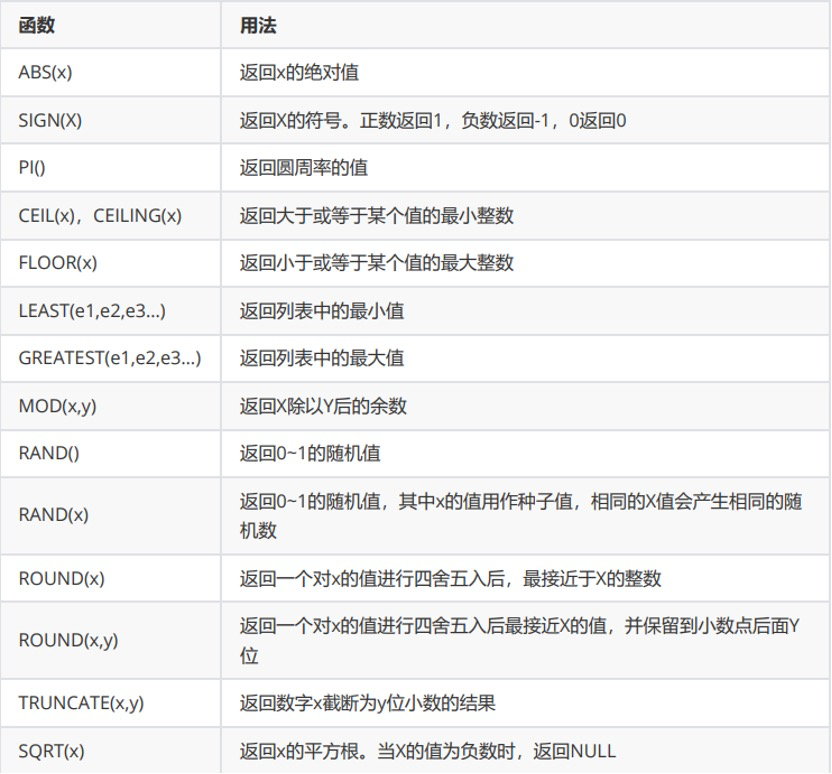 函数 用法
ABS(x) 返回x的绝对值
SIGN(X) 返回X的符号。正数返回1，负数返回-1，0返回0
PI() 返回圆周率的值
CEIL(x)，CEILING(x) 返回大于或等于某个值的最小整数
FLOOR(x) 返回小于或等于某个值的最大整数
LEAST(e1,e2,e3...) 返回列表中的最小值
GREATEST(e1,e2,e3...) 返回列表中的最大值
MOD(x,y) 返回X除以Y后的余数
RAND() 返回0~1的随机值
RAND(x) 返回0~1的随机值，其中x的值用作种子值，相同的X值会产生相同的随
机数
ROUND(x) 返回一个对x的值进行四舍五入后，最接近于X的整数
ROUND(x,y) 返回一个对x的值进行四舍五入后最接近X的值，并保留到小数点后面Y
位
TRUNCATE(x,y) 返回数字x截断为y位小数的结果
SQRT(x) 返回x的平方根。当X的值为负数时，返回NULL